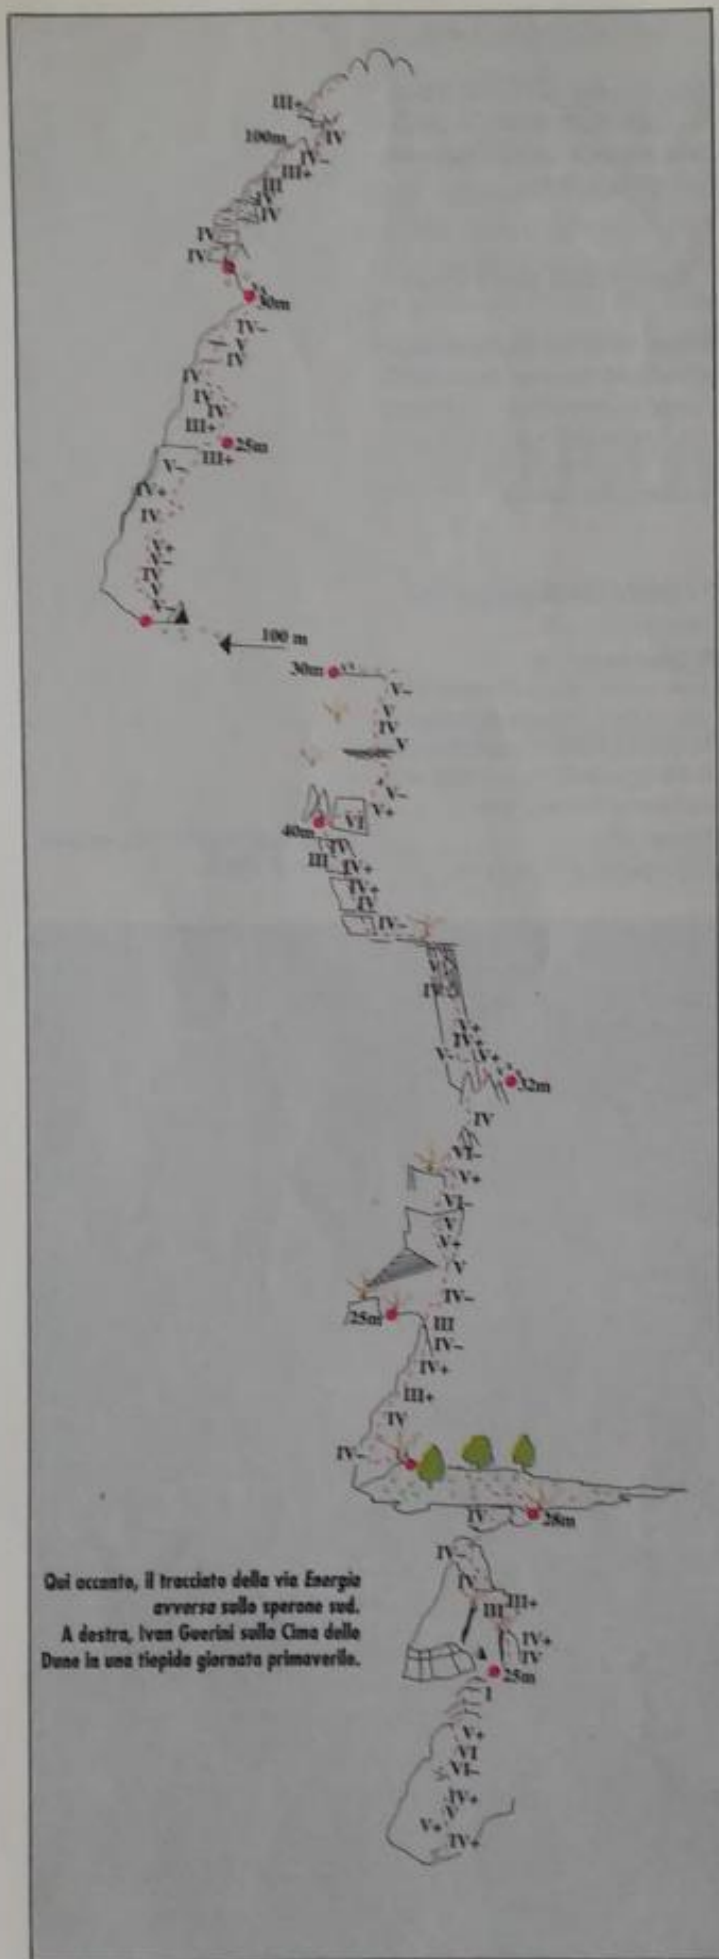 III+
100m
IV
IV-
III+
III
IV
IV
IV
IV
30m
IV-
V
IV
IV
IV
IV
III+
25m
III+
V-
IV+
IV
V+
IV
V-
100 m
30m
V-
V
IV
V
V-
V+
VI
40m
IV
III
IV+
IV+
IV
IV-
V
V+
IV+
V-
V+
32m
IV
VI-
V+
VI-
V
V+
V
IV-
25m
III
IV-
IV+
III+
IV
IV-
IV
28m
IV-
IV
III
III+
IV+
IV
25m
I
V+
VI
VI-
IV+
V
V+
IV+
Qui accanto, il tracciato della via Energia
avversa sullo sperone sud.
A destra, Ivan Guerini sulla Cima delle
Dune in una tiepida giornata primaverile.